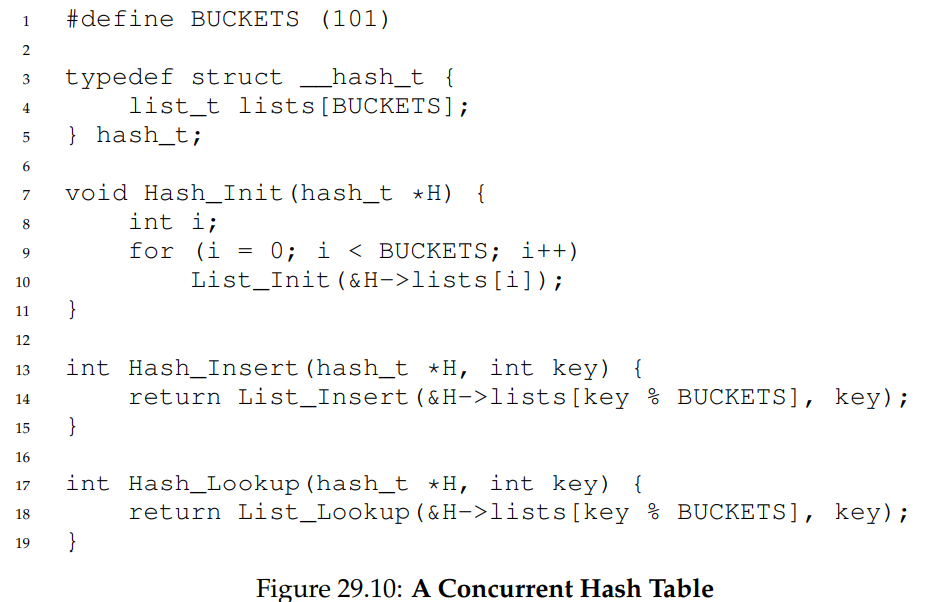 1 #define BUCKETS (101)
2
3 typedef struct __hash_t {
4     list_t lists[BUCKETS];
5 } hash_t;
6
7 void Hash_Init(hash_t *H) {
8     int i;
9     for (i = 0; i < BUCKETS; i++)
10         List_Init(&H->lists[i]);
11 }
12
13 int Hash_Insert(hash_t *H, int key) {
14     return List_Insert(&H->lists[key % BUCKETS], key);
15 }
16
17 int Hash_Lookup(hash_t *H, int key) {
18     return List_Lookup(&H->lists[key % BUCKETS], key);
19 }
Figure 29.10: A Concurrent Hash Table